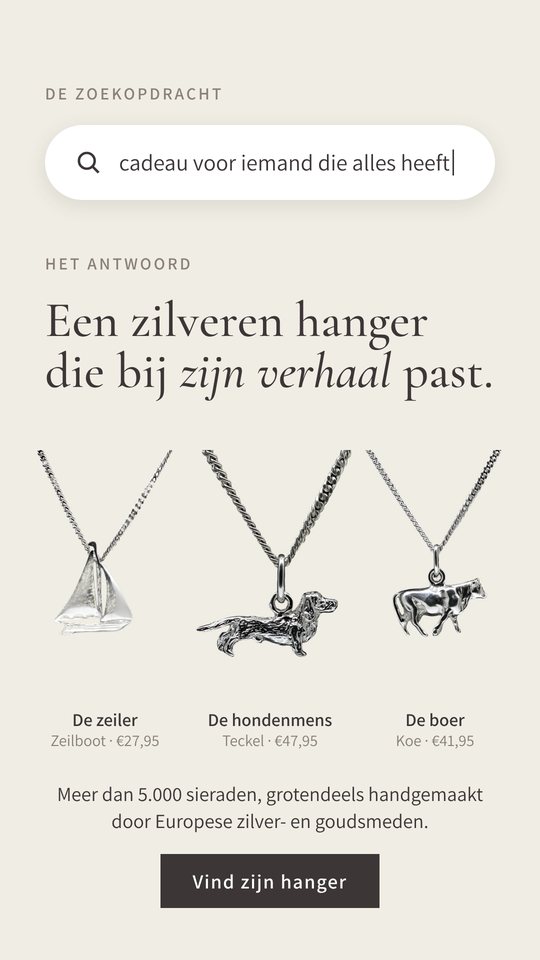 DE ZOEKOPDRACHT
cadeau voor iemand die alles heeft
HET ANTWOORD
Een zilveren hanger
die bij zijn verhaal past.
De zeiler
Zeilboot · €27,95
De hondenmens
Teckel · €47,95
De boer
Koe · €41,95
Meer dan 5.000 sieraden, grotendeels handgemaakt
door Europese zilver- en goudsmeden.
Vind zijn hanger